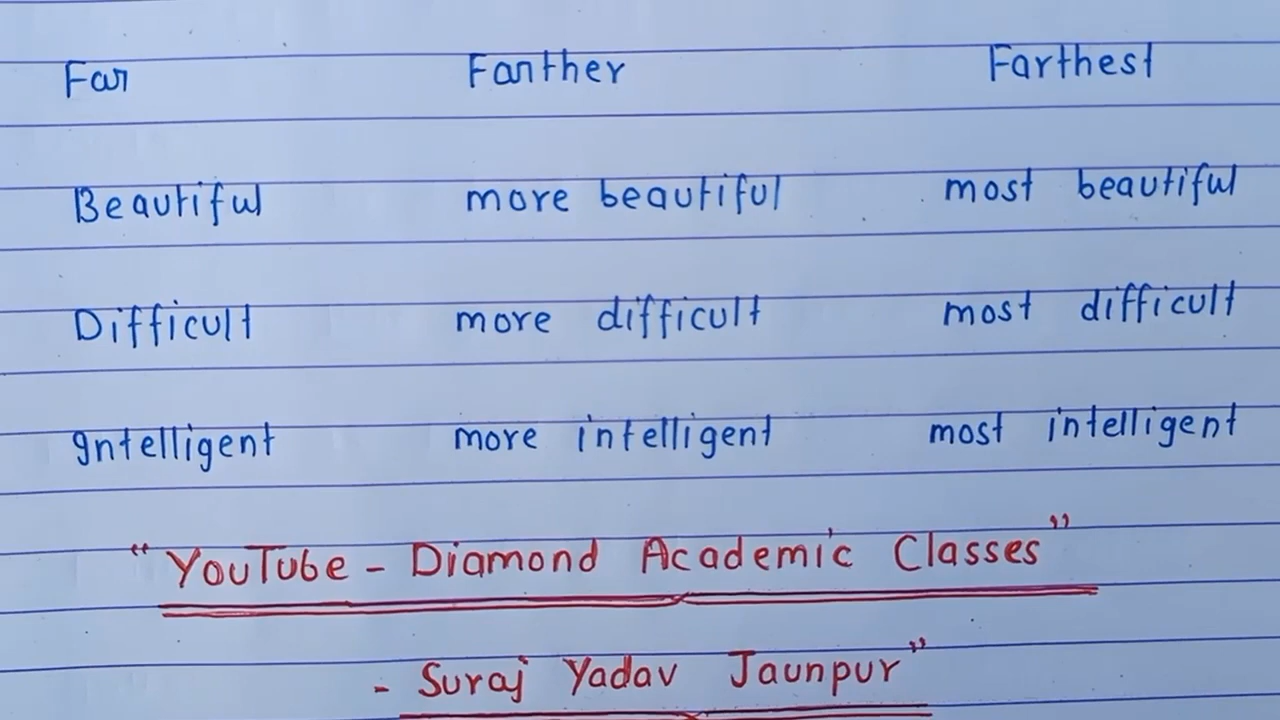 Far Farther Farthest
Beautiful more beautiful most beautiful
Difficult more difficult most difficult
Intelligent more intelligent most intelligent
"YouTube - Diamond Academic Classes"
- Suraj Yadav Jaunpur"